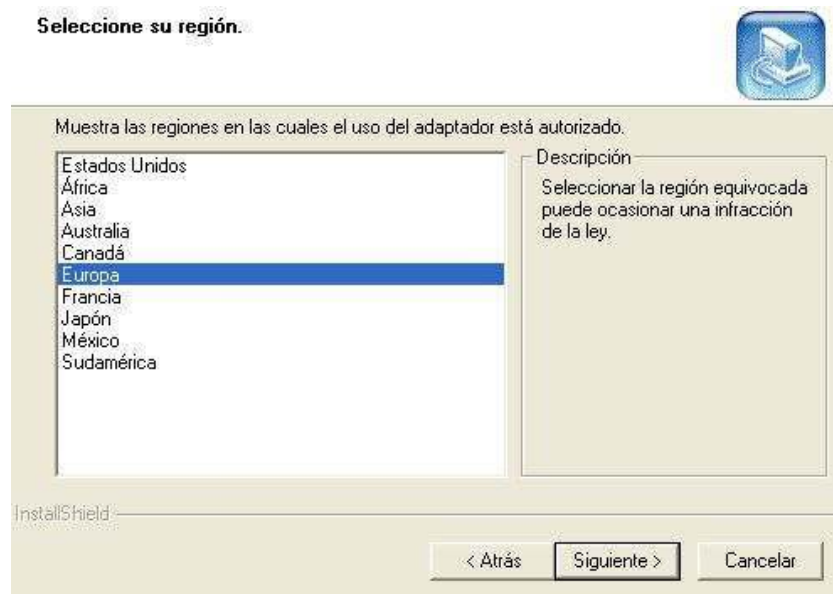 Seleccione su región.
Muestra las regiones en las cuales el uso del adaptador está autorizado.
Estados Unidos
África
Asia
Australia
Canadá
Europa
Francia
Japón
México
Sudamérica
Descripción
Seleccionar la región equivocada
puede ocasionar una infracción
de la ley.
InstallShield
< Atrás
Siguiente >
Cancelar